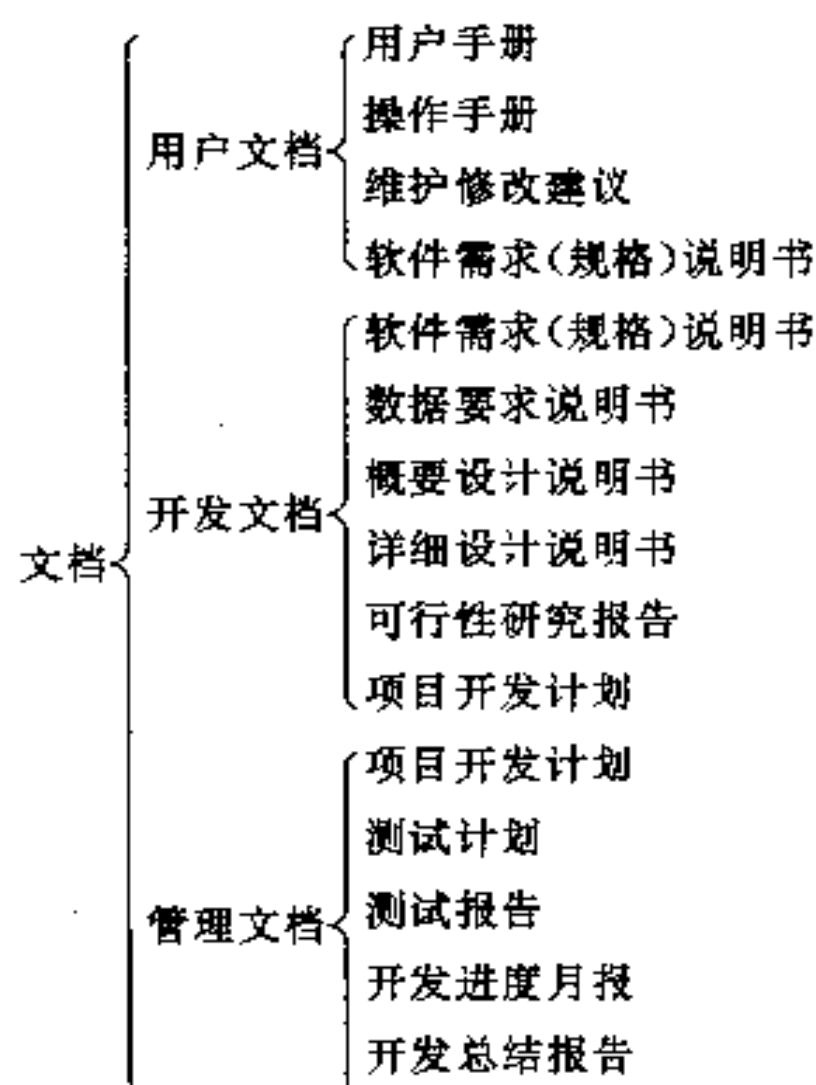 文档
用户文档
用户手册
操作手册
维护修改建议
软件需求(规格)说明书
开发文档
软件需求(规格)说明书
数据要求说明书
概要设计说明书
详细设计说明书
可行性研究报告
项目开发计划
管理文档
项目开发计划
测试计划
测试报告
开发进度月报
开发总结报告